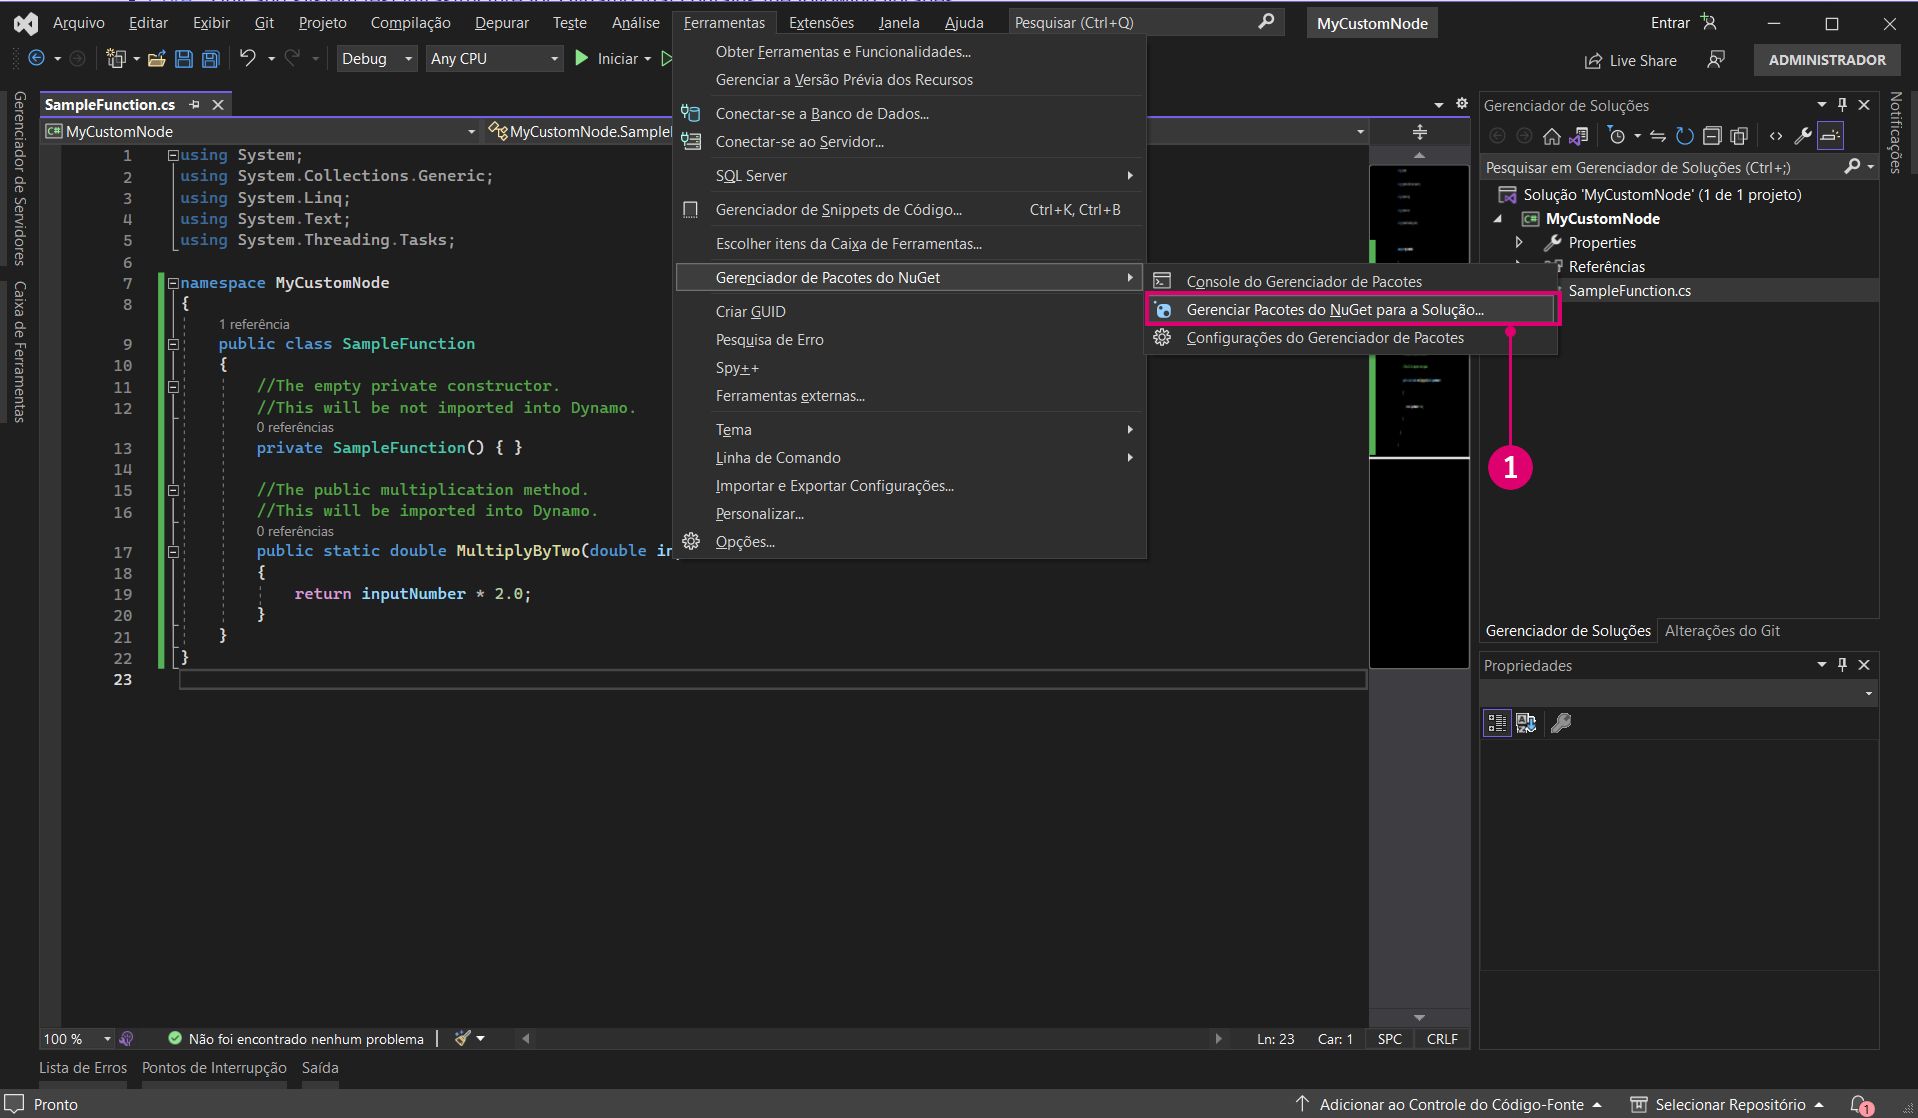 Arquivo Editar Exibir Git Projeto Compilação Depurar Teste Análise Ferramentas Extensões Janela Ajuda Pesquisar (Ctrl+Q) MyCustomNode Entrar
Debug Any CPU Iniciar Live Share ADMINISTRADOR
Gerenciador de Servidores
Caixa de Ferramentas
SampleFunction.cs
MyCustomNode MyCustomNode.Sample
1 using System;
2 using System.Collections.Generic;
3 using System.Linq;
4 using System.Text;
5 using System.Threading.Tasks;
6
7 namespace MyCustomNode
8 {
1 referência
9 public class SampleFunction
10 {
11 //The empty private constructor.
12 //This will be not imported into Dynamo.
0 referências
13 private SampleFunction() { }
14
15 //The public multiplication method.
16 //This will be imported into Dynamo.
0 referências
17 public static double MultiplyByTwo(double in
18 {
19 return inputNumber * 2.0;
20 }
21 }
22 }
23
Obter Ferramentas e Funcionalidades...
Gerenciar a Versão Prévia dos Recursos
Conectar-se a Banco de Dados...
Conectar-se ao Servidor...
SQL Server
Gerenciador de Snippets de Código... Ctrl+K, Ctrl+B
Escolher itens da Caixa de Ferramentas...
Gerenciador de Pacotes do NuGet
Criar GUID
Pesquisa de Erro
Spy++
Ferramentas externas...
Tema
Linha de Comando
Importar e Exportar Configurações...
Personalizar...
Opções...
Console do Gerenciador de Pacotes
Gerenciar Pacotes do NuGet para a Solução...
Configurações do Gerenciador de Pacotes
1
Gerenciador de Soluções
Pesquisar em Gerenciador de Soluções (Ctrl+;)
Solução 'MyCustomNode' (1 de 1 projeto)
MyCustomNode
Properties
Referências
SampleFunction.cs
Notificações
Gerenciador de Soluções Alterações do Git
Propriedades
100 % Não foi encontrado nenhum problema Ln: 23 Car: 1 SPC CRLF
Lista de Erros Pontos de Interrupção Saída
Pronto Adicionar ao Controle do Código-Fonte Selecionar Repositório 1